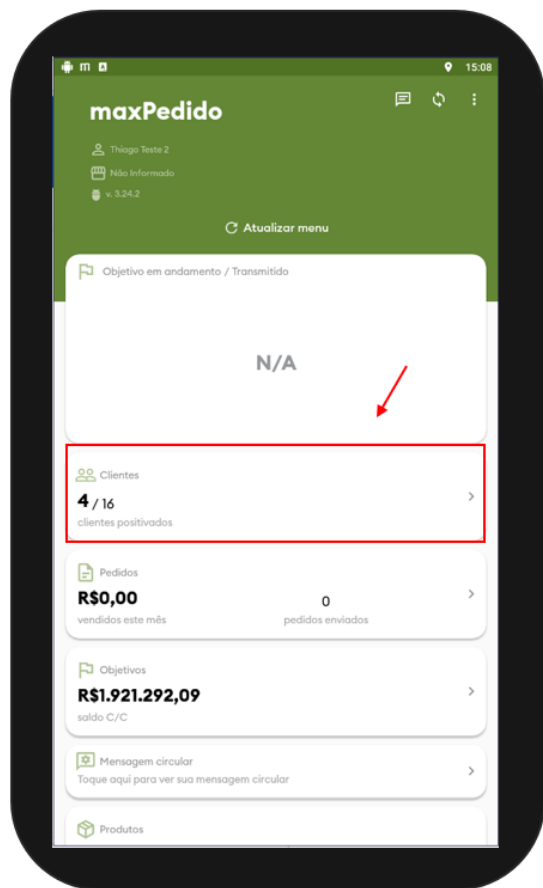 15:08
maxPedido
Thiago Teste 2
Não Informado
v. 3.24.2
Atualizar menu
Objetivo em andamento / Transmitido
N/A
Clientes
4 / 16
clientes positivados
Pedidos
R$0,00 0
vendidos este mês pedidos enviados
Objetivos
R$1.921.292,09
saldo C/C
Mensagem circular
Toque aqui para ver sua mensagem circular
Produtos